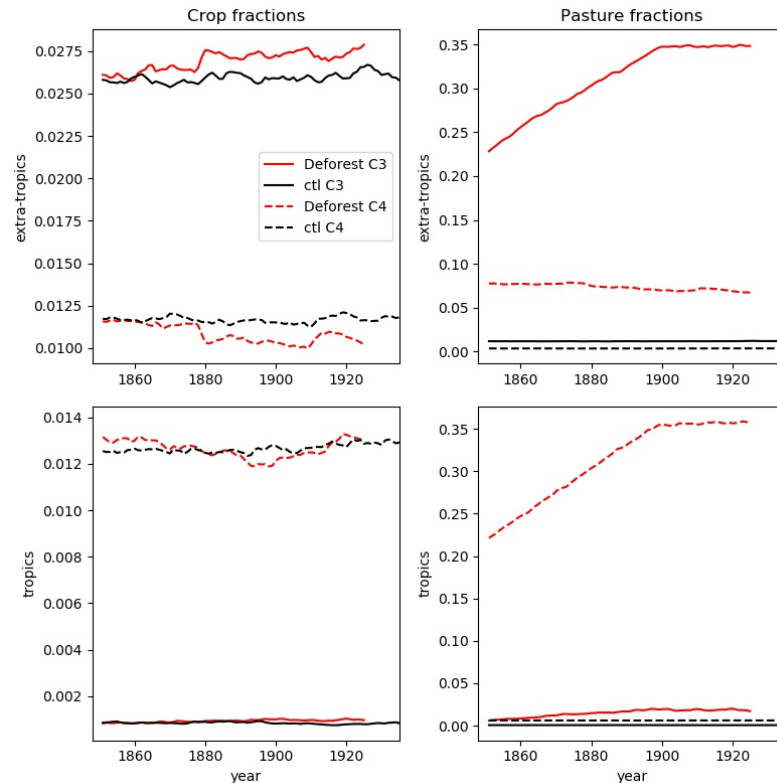 Crop fractions
Pasture fractions
0.0275
0.0250
0.0225
0.0200
0.0175
0.0150
0.0125
0.0100
extra-tropics
Deforest C3
ctl C3
Deforest C4
ctl C4
1860 1880 1900 1920
0.35
0.30
0.25
0.20
0.15
0.10
0.05
0.00
extra-tropics
1860 1880 1900 1920
0.014
0.012
0.010
0.008
0.006
0.004
0.002
tropics
1860 1880 1900 1920
year
0.35
0.30
0.25
0.20
0.15
0.10
0.05
0.00
tropics
1860 1880 1900 1920
year